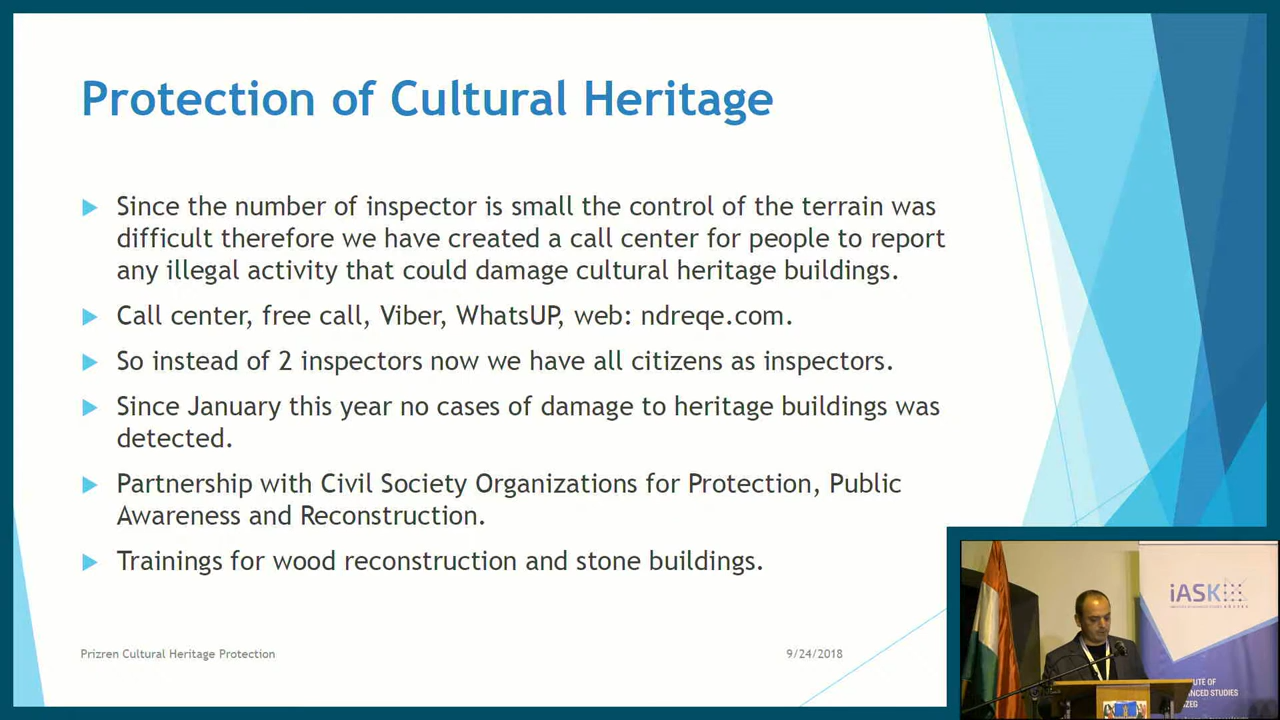 Protection of Cultural Heritage
Since the number of inspector is small the control of the terrain was
difficult therefore we have created a call center for people to report
any illegal activity that could damage cultural heritage buildings.
Call center, free call, Viber, WhatsUP, web: ndreqe.com.
So instead of 2 inspectors now we have all citizens as inspectors.
Since January this year no cases of damage to heritage buildings was
detected.
Partnership with Civil Society Organizations for Protection, Public
Awareness and Reconstruction.
Trainings for wood reconstruction and stone buildings.
Prizren Cultural Heritage Protection
9/24/2018
iASK